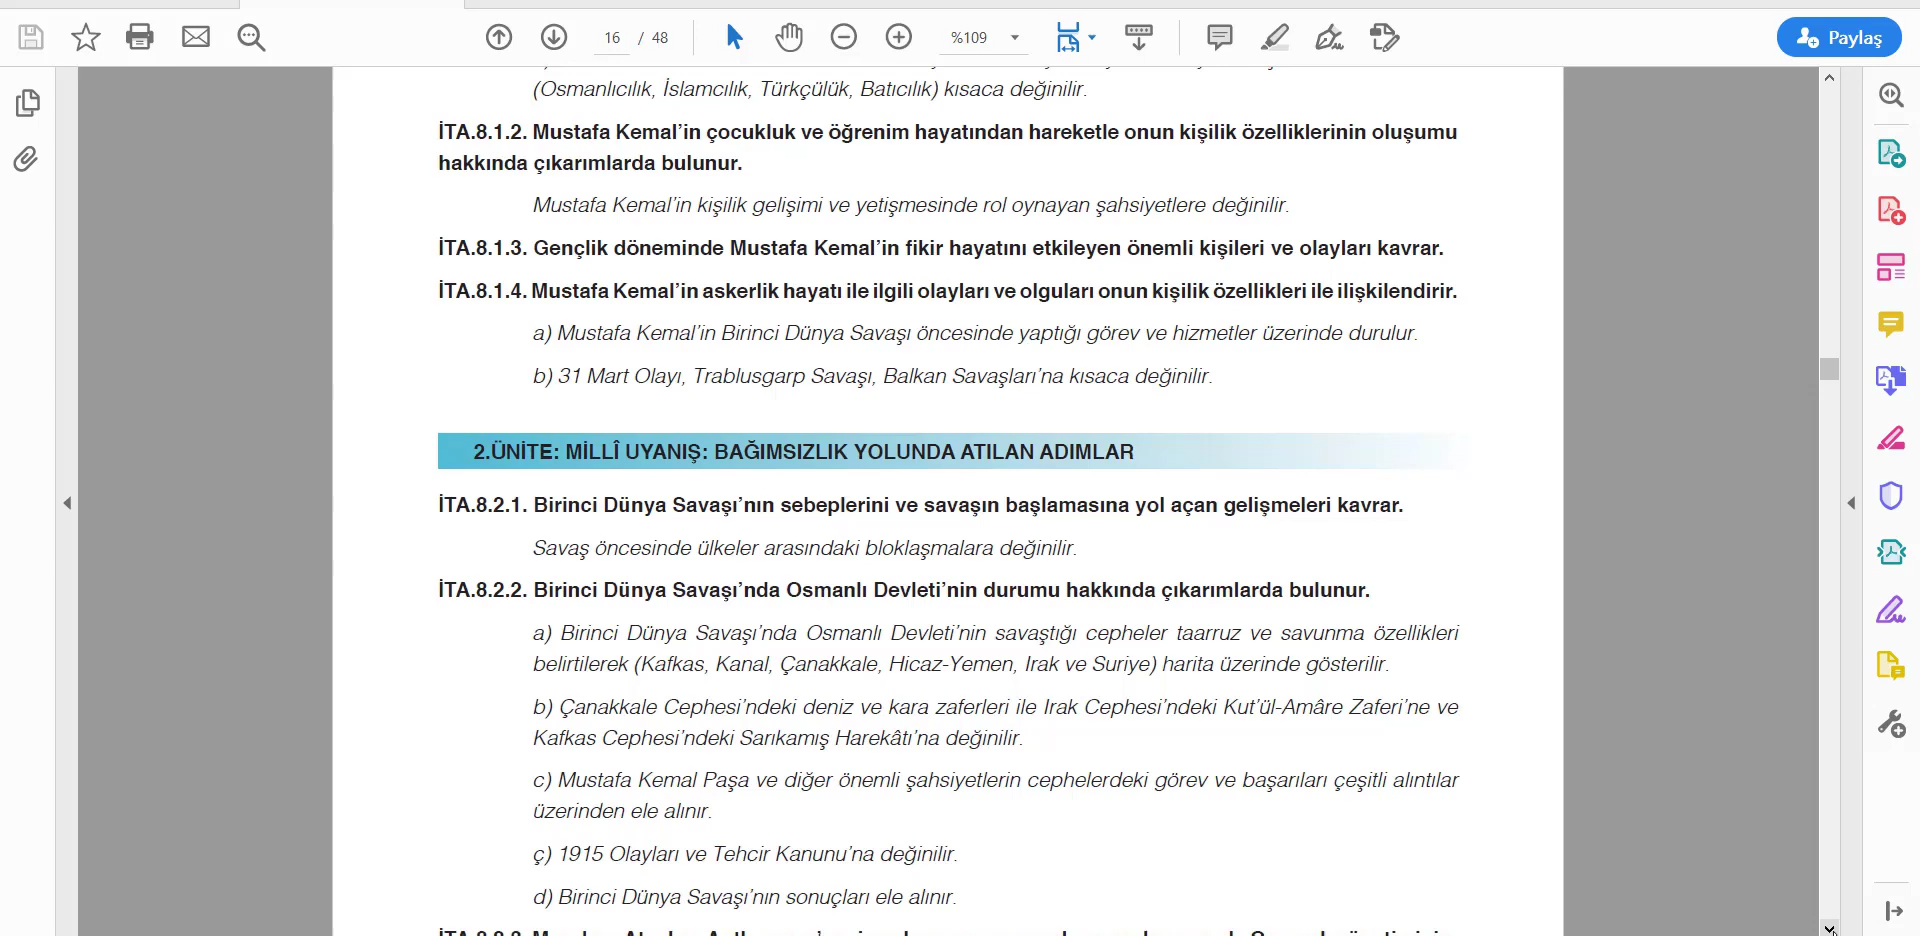 16 / 48
%109
Paylaş
(Osmanlıcılık, İslamcılık, Türkçülük, Batıcılık) kısaca değinilir.
İTA.8.1.2. Mustafa Kemal’in çocukluk ve öğrenim hayatından hareketle onun kişilik özelliklerinin oluşumu
hakkında çıkarımlarda bulunur.
Mustafa Kemal’in kişilik gelişimi ve yetişmesinde rol oynayan şahsiyetlere değinilir.
İTA.8.1.3. Gençlik döneminde Mustafa Kemal’in fikir hayatını etkileyen önemli kişileri ve olayları kavrar.
İTA.8.1.4. Mustafa Kemal’in askerlik hayatı ile ilgili olayları ve olguları onun kişilik özellikleri ile ilişkilendirir.
a) Mustafa Kemal’in Birinci Dünya Savaşı öncesinde yaptığı görev ve hizmetler üzerinde durulur.
b) 31 Mart Olayı, Trablusgarp Savaşı, Balkan Savaşları’na kısaca değinilir.
2.ÜNİTE: MİLLÎ UYANIŞ: BAĞIMSIZLIK YOLUNDA ATILAN ADIMLAR
İTA.8.2.1. Birinci Dünya Savaşı’nın sebeplerini ve savaşın başlamasına yol açan gelişmeleri kavrar.
Savaş öncesinde ülkeler arasındaki bloklaşmalara değinilir.
İTA.8.2.2. Birinci Dünya Savaşı’nda Osmanlı Devleti’nin durumu hakkında çıkarımlarda bulunur.
a) Birinci Dünya Savaşı’nda Osmanlı Devleti’nin savaştığı cepheler taarruz ve savunma özellikleri
belirtilerek (Kafkas, Kanal, Çanakkale, Hicaz-Yemen, Irak ve Suriye) harita üzerinde gösterilir.
b) Çanakkale Cephesi’ndeki deniz ve kara zaferleri ile Irak Cephesi’ndeki Kut’ül-Amâre Zaferi’ne ve
Kafkas Cephesi’ndeki Sarıkamış Harekâtı’na değinilir.
c) Mustafa Kemal Paşa ve diğer önemli şahsiyetlerin cephelerdeki görev ve başarıları çeşitli alıntılar
üzerinden ele alınır.
ç) 1915 Olayları ve Tehcir Kanunu’na değinilir.
d) Birinci Dünya Savaşı’nın sonuçları ele alınır.